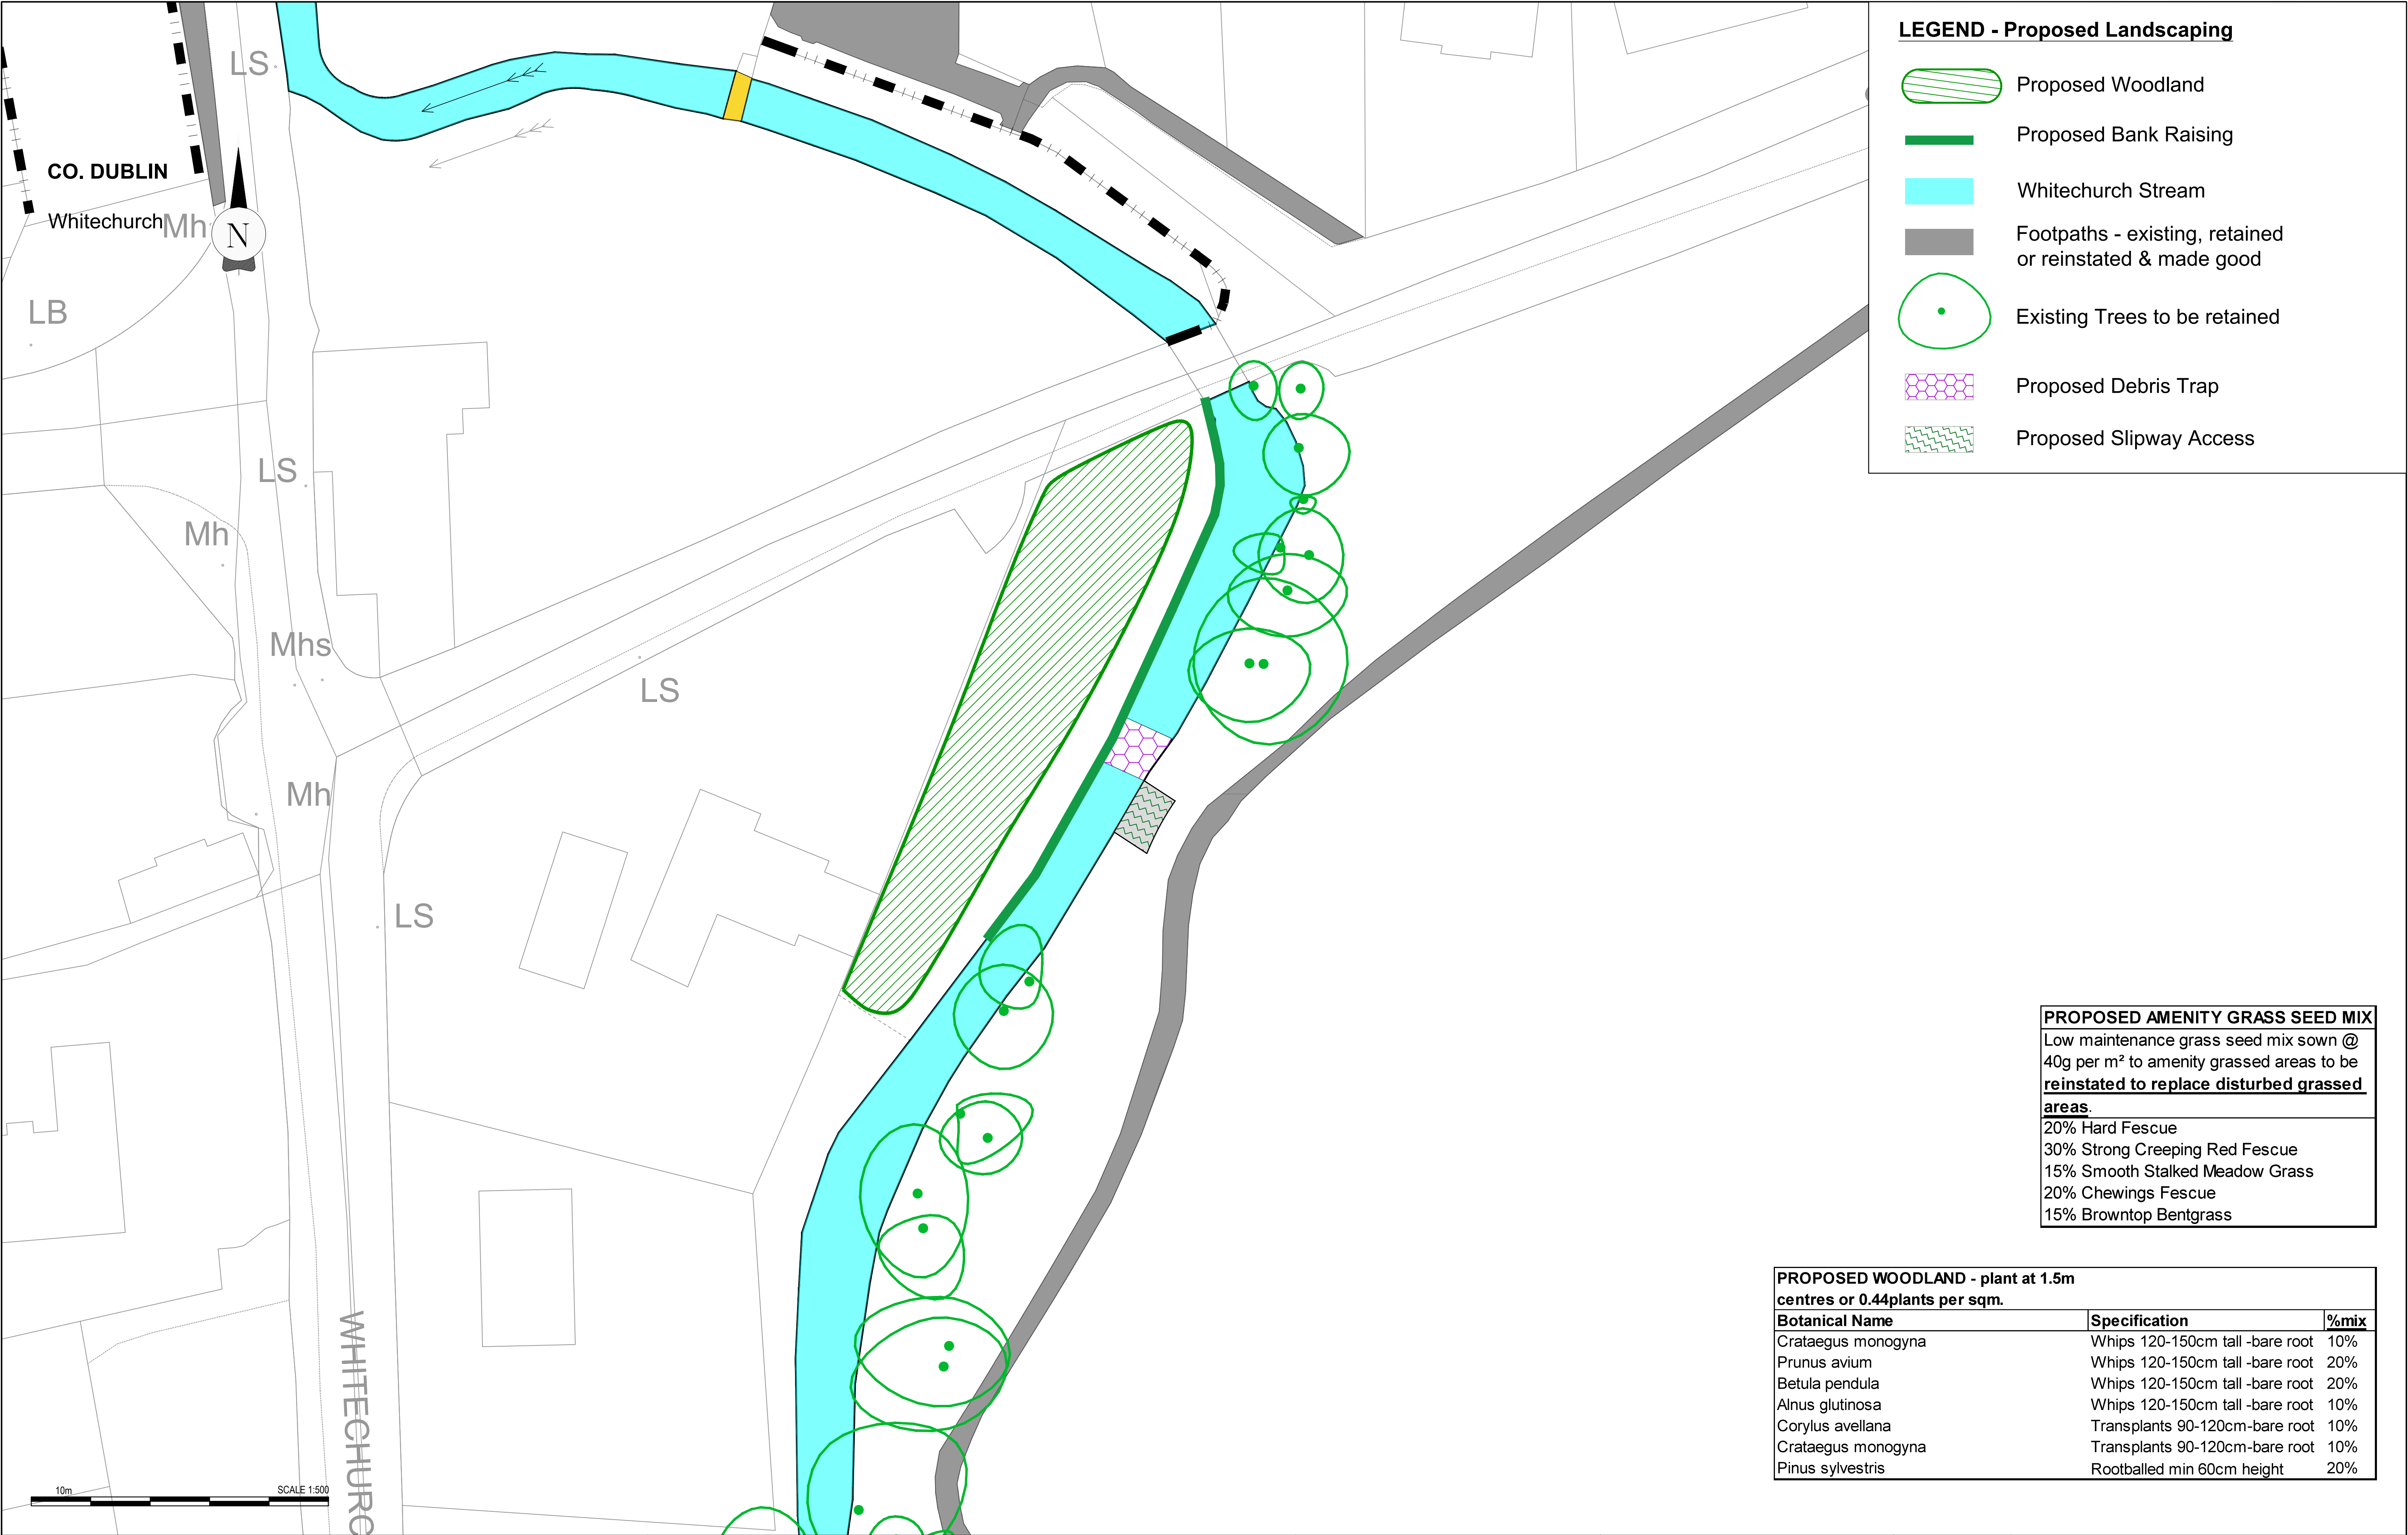 LEGEND - Proposed Landscaping
Proposed Woodland
Proposed Bank Raising
Whitechurch Stream
Footpaths - existing, retained
or reinstated & made good
Existing Trees to be retained
Proposed Debris Trap
Proposed Slipway Access
LS
CO. DUBLIN
Whitechurch
Mh
N
LB
LS
Mh
Mhs
LS
Mh
LS
WHITECHURC
10m
SCALE 1:500
PROPOSED AMENITY GRASS SEED MIX
Low maintenance grass seed mix sown @
40g per m² to amenity grassed areas to be
reinstated to replace disturbed grassed
areas.
20% Hard Fescue
30% Strong Creeping Red Fescue
15% Smooth Stalked Meadow Grass
20% Chewings Fescue
15% Browntop Bentgrass
PROPOSED WOODLAND - plant at 1.5m
centres or 0.44plants per sqm.
Botanical Name Specification %mix
Crataegus monogyna Whips 120-150cm tall -bare root 10%
Prunus avium Whips 120-150cm tall -bare root 20%
Betula pendula Whips 120-150cm tall -bare root 20%
Alnus glutinosa Whips 120-150cm tall -bare root 10%
Corylus avellana Transplants 90-120cm-bare root 10%
Crataegus monogyna Transplants 90-120cm-bare root 10%
Pinus sylvestris Rootballed min 60cm height 20%